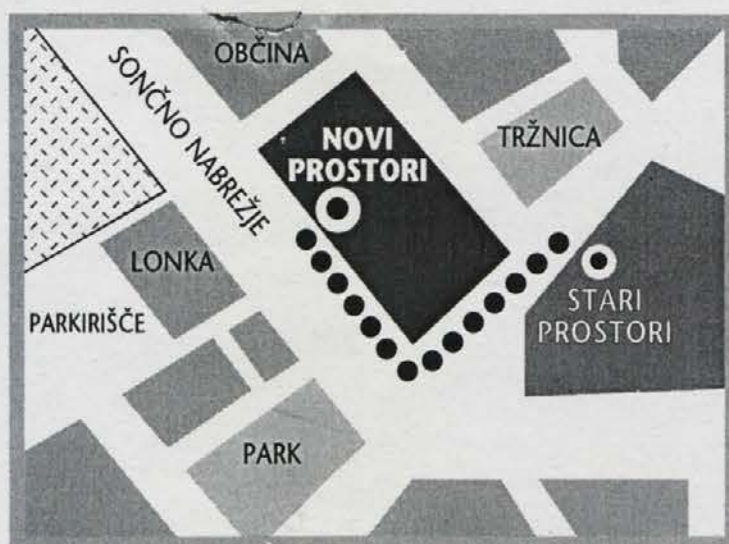 OBČINA
SONČNO NABREŽJE
NOVI
PROSTORI
TRŽNICA
LONKA
STARI
PROSTORI
PARKIRIŠČE
PARK